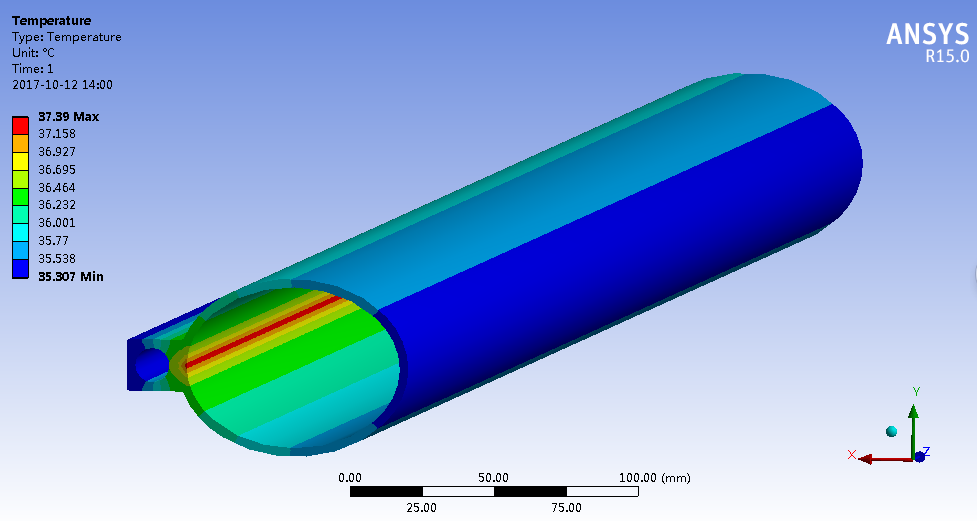 Temperature
Type: Temperature
Unit: °C
Time: 1
2017-10-12 14:00
ANSYS
R15.0
37.39 Max
37.158
36.927
36.695
36.464
36.232
36.001
35.77
35.538
35.307 Min
Y
X
Z
0.00 50.00 100.00 (mm)
25.00 75.00